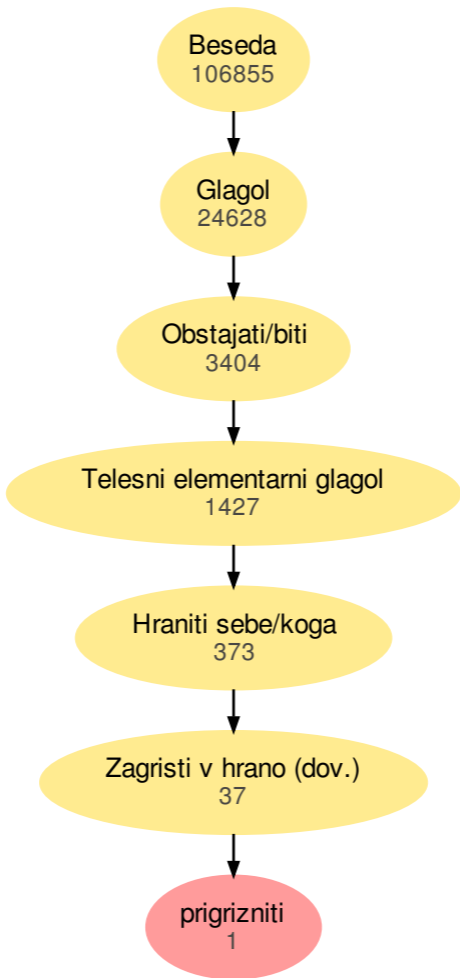 Beseda
106855
Glagol
24628
Obstajati/biti
3404
Telesni elementarni glagol
1427
Hraniti sebe/koga
373
Zagristi v hrano (dov.)
37
prigrizniti
1